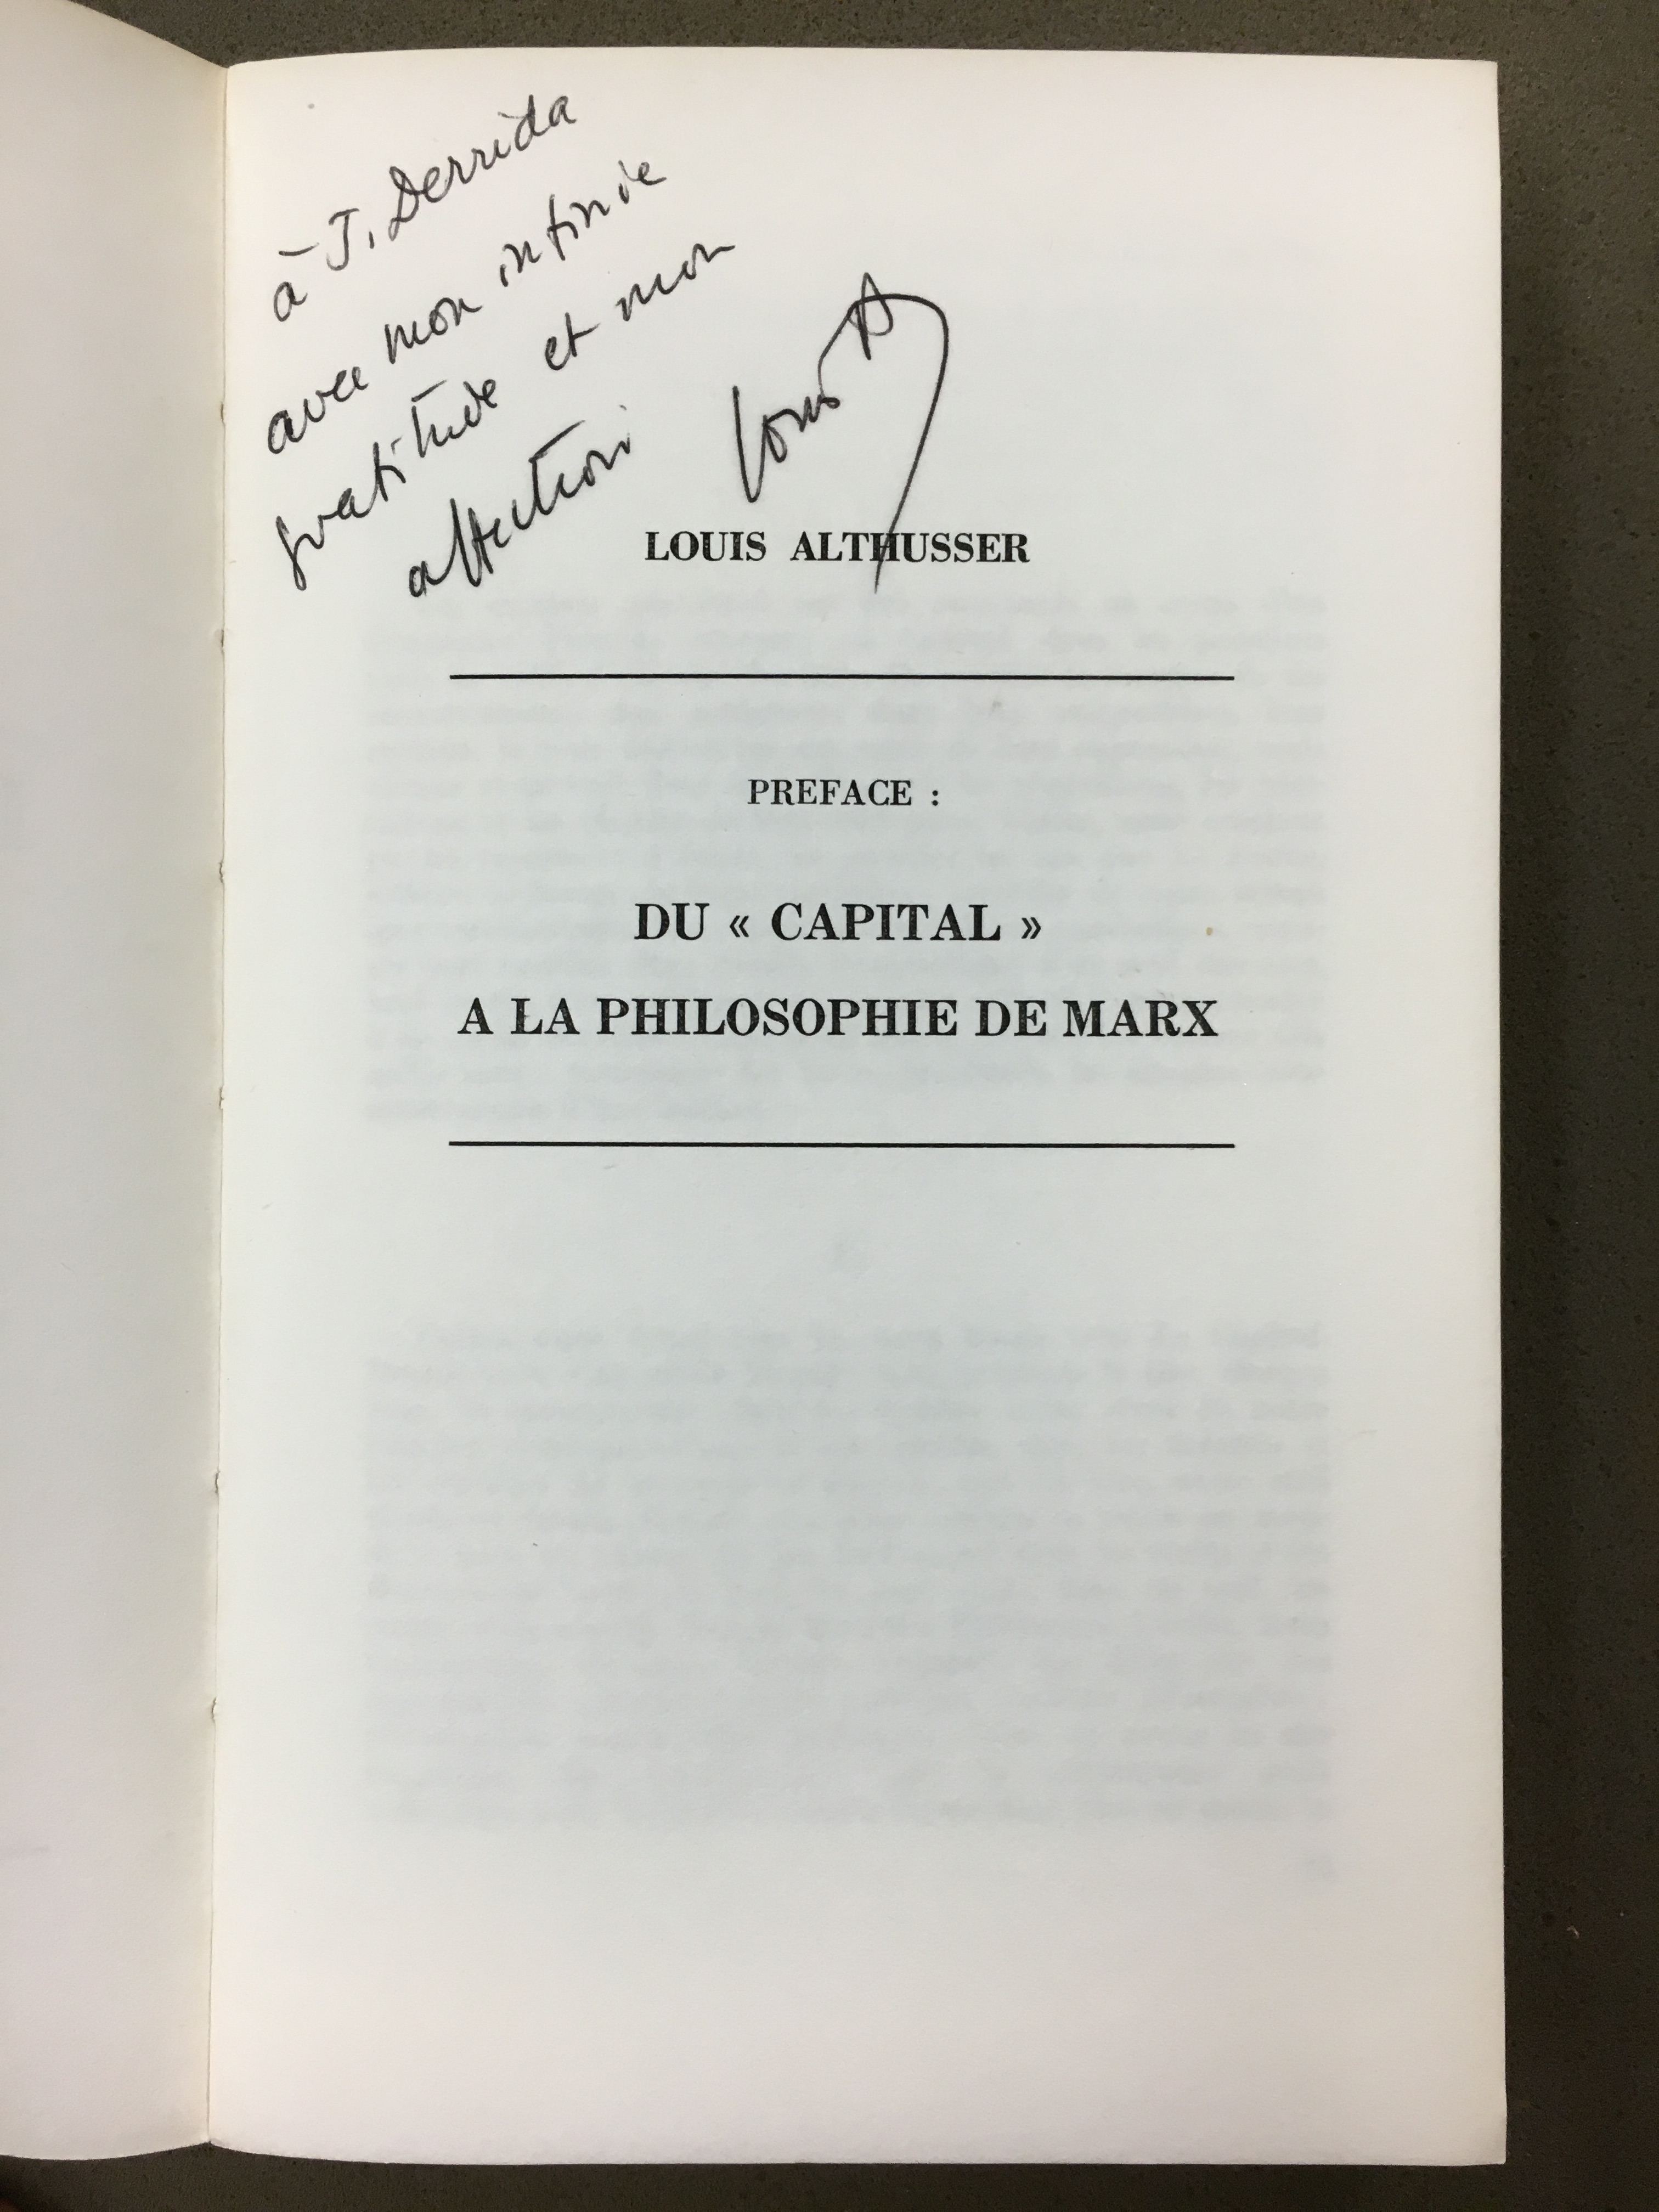 à J. Derrida
avec mon infinie
gratitude et mon
affection
Louis A
LOUIS ALTHUSSER
PREFACE :
DU « CAPITAL »
A LA PHILOSOPHIE DE MARX